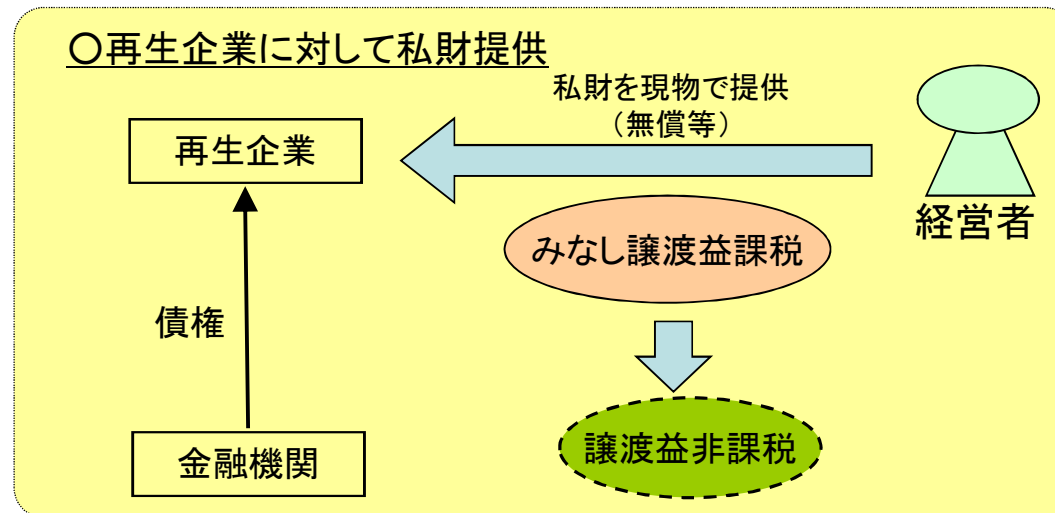 〇再生企業に対して私財提供
私財を現物で提供
（無償等）
再生企業
経営者
みなし譲渡益課税
債権
譲渡益非課税
金融機関